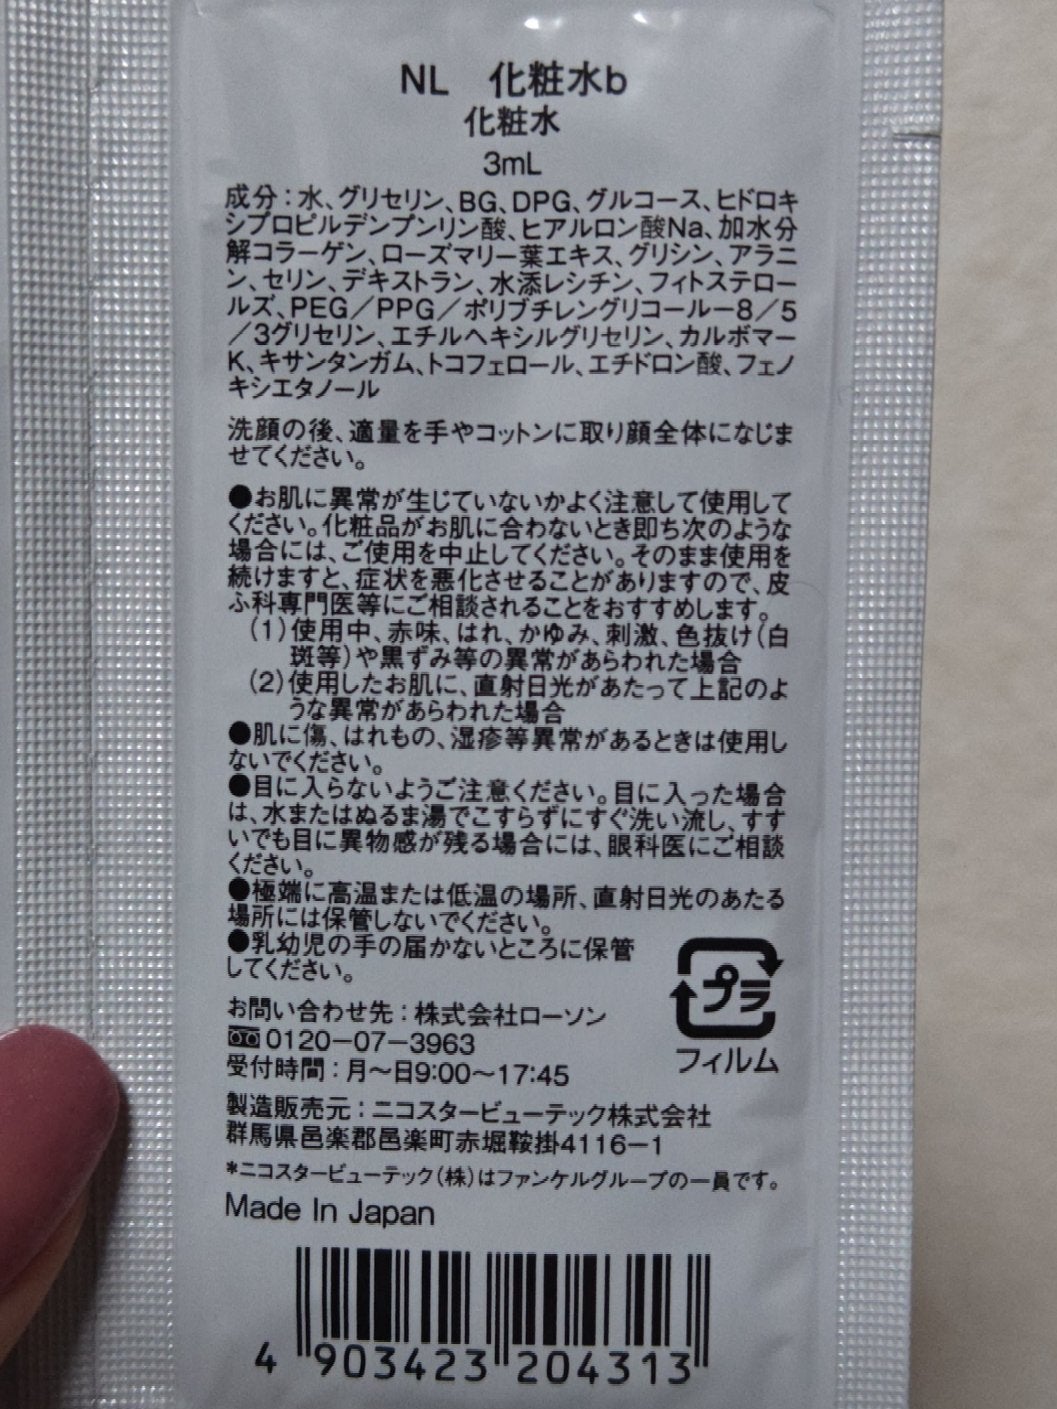 NL　化粧水b
化粧水
3mL
成分：水、グリセリン、BG、DPG、グルコース、ヒドロキ
シプロピルデンプンリン酸、ヒアルロン酸Na、加水分
解コラーゲン、ローズマリー葉エキス、グリシン、アラニ
ン、セリン、デキストラン、水添レシチン、フィトステロー
ルズ、PEG／PPG／ポリブチレングリコールー8／5
／3グリセリン、エチルヘキシルグリセリン、カルボマー
K、キサンタンガム、トコフェロール、エチドロン酸、フェノ
キシエタノール
洗顔の後、適量を手やコットンに取り顔全体になじま
せてください。
●お肌に異常が生じていないかよく注意して使用して
ください。化粧品がお肌に合わないとき即ち次のような
場合には、ご使用を中止してください。そのまま使用を
続けますと、症状を悪化させることがありますので、皮
ふ科専門医等にご相談されることをおすすめします。
（1）使用中、赤味、はれ、かゆみ、刺激、色抜け（白
斑等）や黒ずみ等の異常があらわれた場合
（2）使用したお肌に、直射日光があたって上記のよ
うな異常があらわれた場合
●肌に傷、はれもの、湿疹等異常があるときは使用し
ないでください。
●目に入らないようご注意ください。目に入った場合
は、水またはぬるま湯でこすらずにすぐ洗い流し、すす
いでも目に異物感が残る場合には、眼科医にご相談
ください。
●極端に高温または低温の場所、直射日光のあたる
場所には保管しないでください。
●乳幼児の手の届かないところに保管
してください。
プラ
フィルム
お問い合わせ先：株式会社ローソン
0120−07−3963
受付時間：月〜日9:00〜17:45
製造販売元：ニコスタービューテック株式会社
群馬県邑楽郡邑楽町赤堀鞍掛4116−1
*ニコスタービューテック（株）はファンケルグループの一員です。
Made In Japan
4 903423 204313